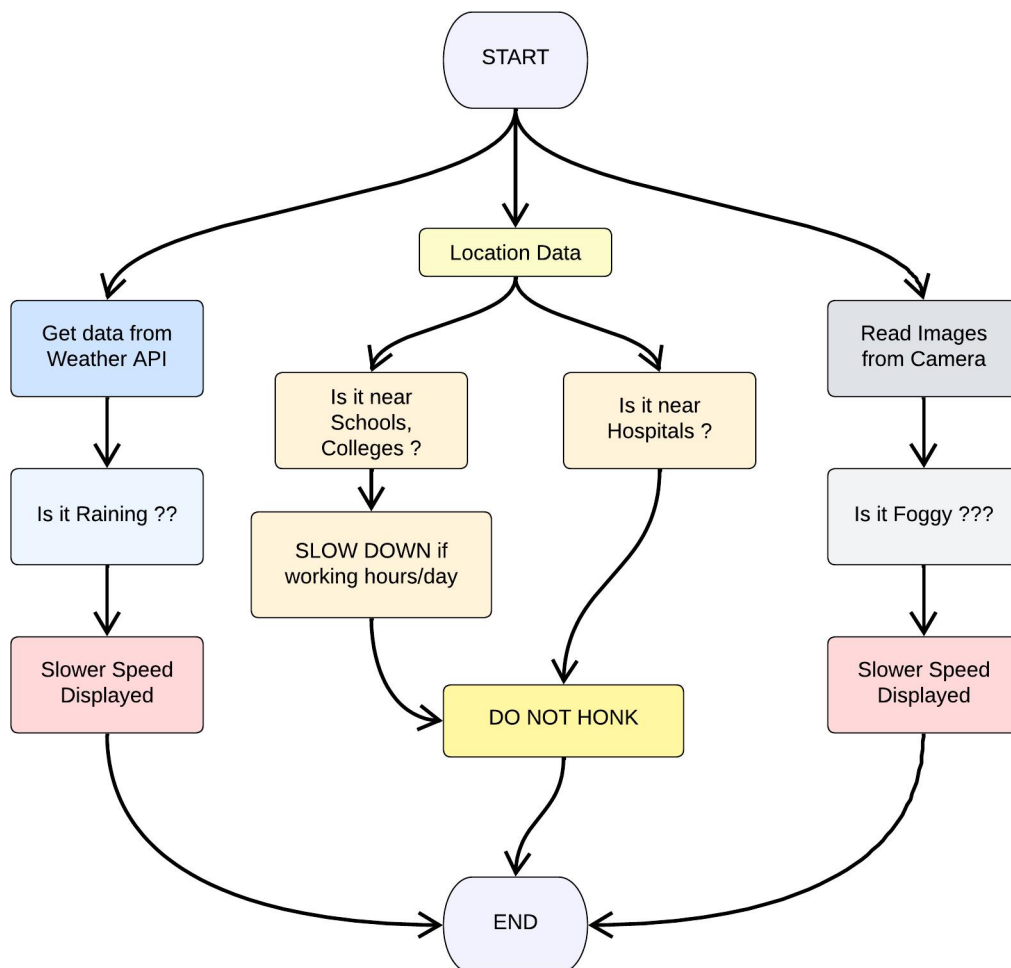 START
Location Data
Get data from
Weather API
Read Images
from Camera
Is it near
Schools,
Colleges ?
Is it near
Hospitals ?
Is it Raining ??
Is it Foggy ???
SLOW DOWN if
working hours/day
Slower Speed
Displayed
DO NOT HONK
Slower Speed
Displayed
END